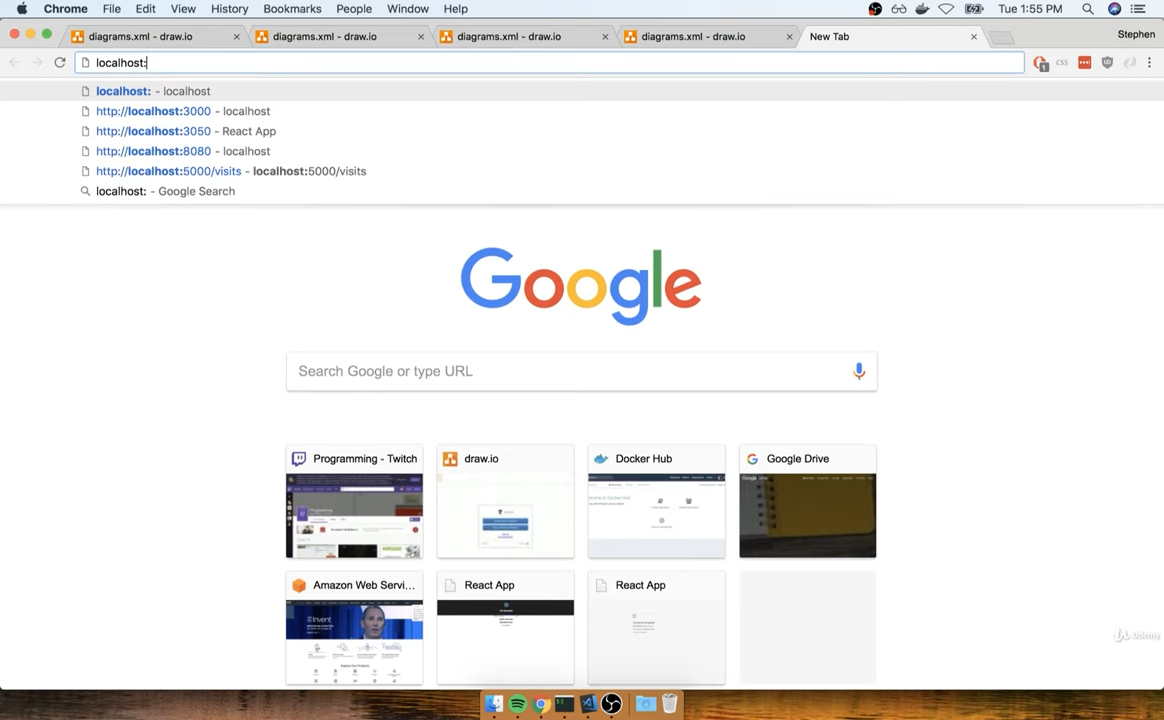 Chrome File Edit View History Bookmarks People Window Help Tue 1:55 PM
diagrams.xml - draw.io diagrams.xml - draw.io diagrams.xml - draw.io diagrams.xml - draw.io New Tab Stephen
localhost:
localhost: - localhost
http://localhost:3000 - localhost
http://localhost:3050 - React App
http://localhost:8080 - localhost
http://localhost:5000/visits - localhost:5000/visits
localhost: - Google Search
Google
Search Google or type URL
Programming - Twitch draw.io Docker Hub Google Drive
Amazon Web Servi... React App React App
Udemy